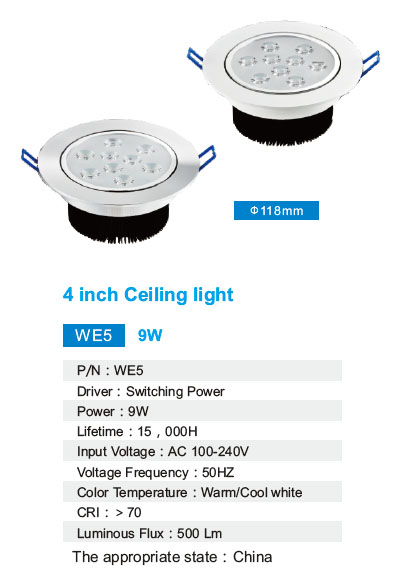 Φ118mm
4 inch Ceiling light
WE5 9W
P/N：WE5
Driver：Switching Power
Power：9W
Lifetime：15，000H
Input Voltage：AC 100-240V
Voltage Frequency：50HZ
Color Temperature：Warm/Cool white
CRI：＞70
Luminous Flux：500 Lm
The appropriate state：China